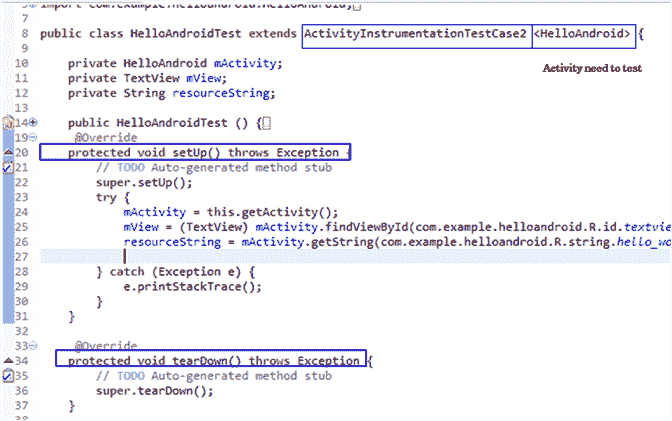 import com.example.helloandroid.HelloAndroid;
7
8 public class HelloAndroidTest extends ActivityInstrumentationTestCase2 <HelloAndroid> {
9
Activity need to test
10 private HelloAndroid mActivity;
11 private TextView mView;
12 private String resourceString;
13
14 public HelloAndroidTest () {
19 @Override
20 protected void setUp() throws Exception {
21 // TODO Auto-generated method stub
22 super.setUp();
23 try {
24 mActivity = this.getActivity();
25 mView = (TextView) mActivity.findViewById(com.example.helloandroid.R.id.textvie
26 resourceString = mActivity.getString(com.example.helloandroid.R.string.hello_wo
27
28 } catch (Exception e) {
29 e.printStackTrace();
30 }
31 }
32
33 @Override
34 protected void tearDown() throws Exception {
35 // TODO Auto-generated method stub
36 super.tearDown();
37 }